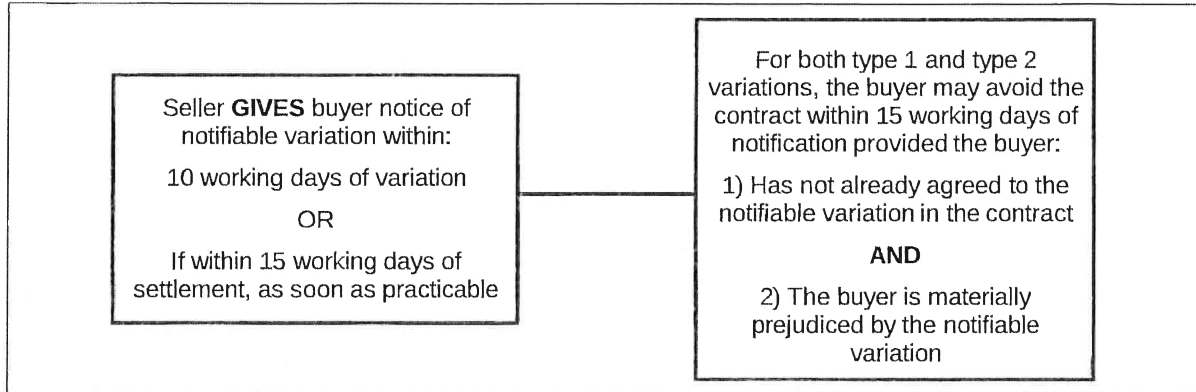 Seller GIVES buyer notice of
notifiable variation within:
10 working days of variation
OR
If within 15 working days of
settlement, as soon as practicable
For both type 1 and type 2
variations, the buyer may avoid the
contract within 15 working days of
notification provided the buyer:
1) Has not already agreed to the
notifiable variation in the contract
AND
2) The buyer is materially
prejudiced by the notifiable
variation